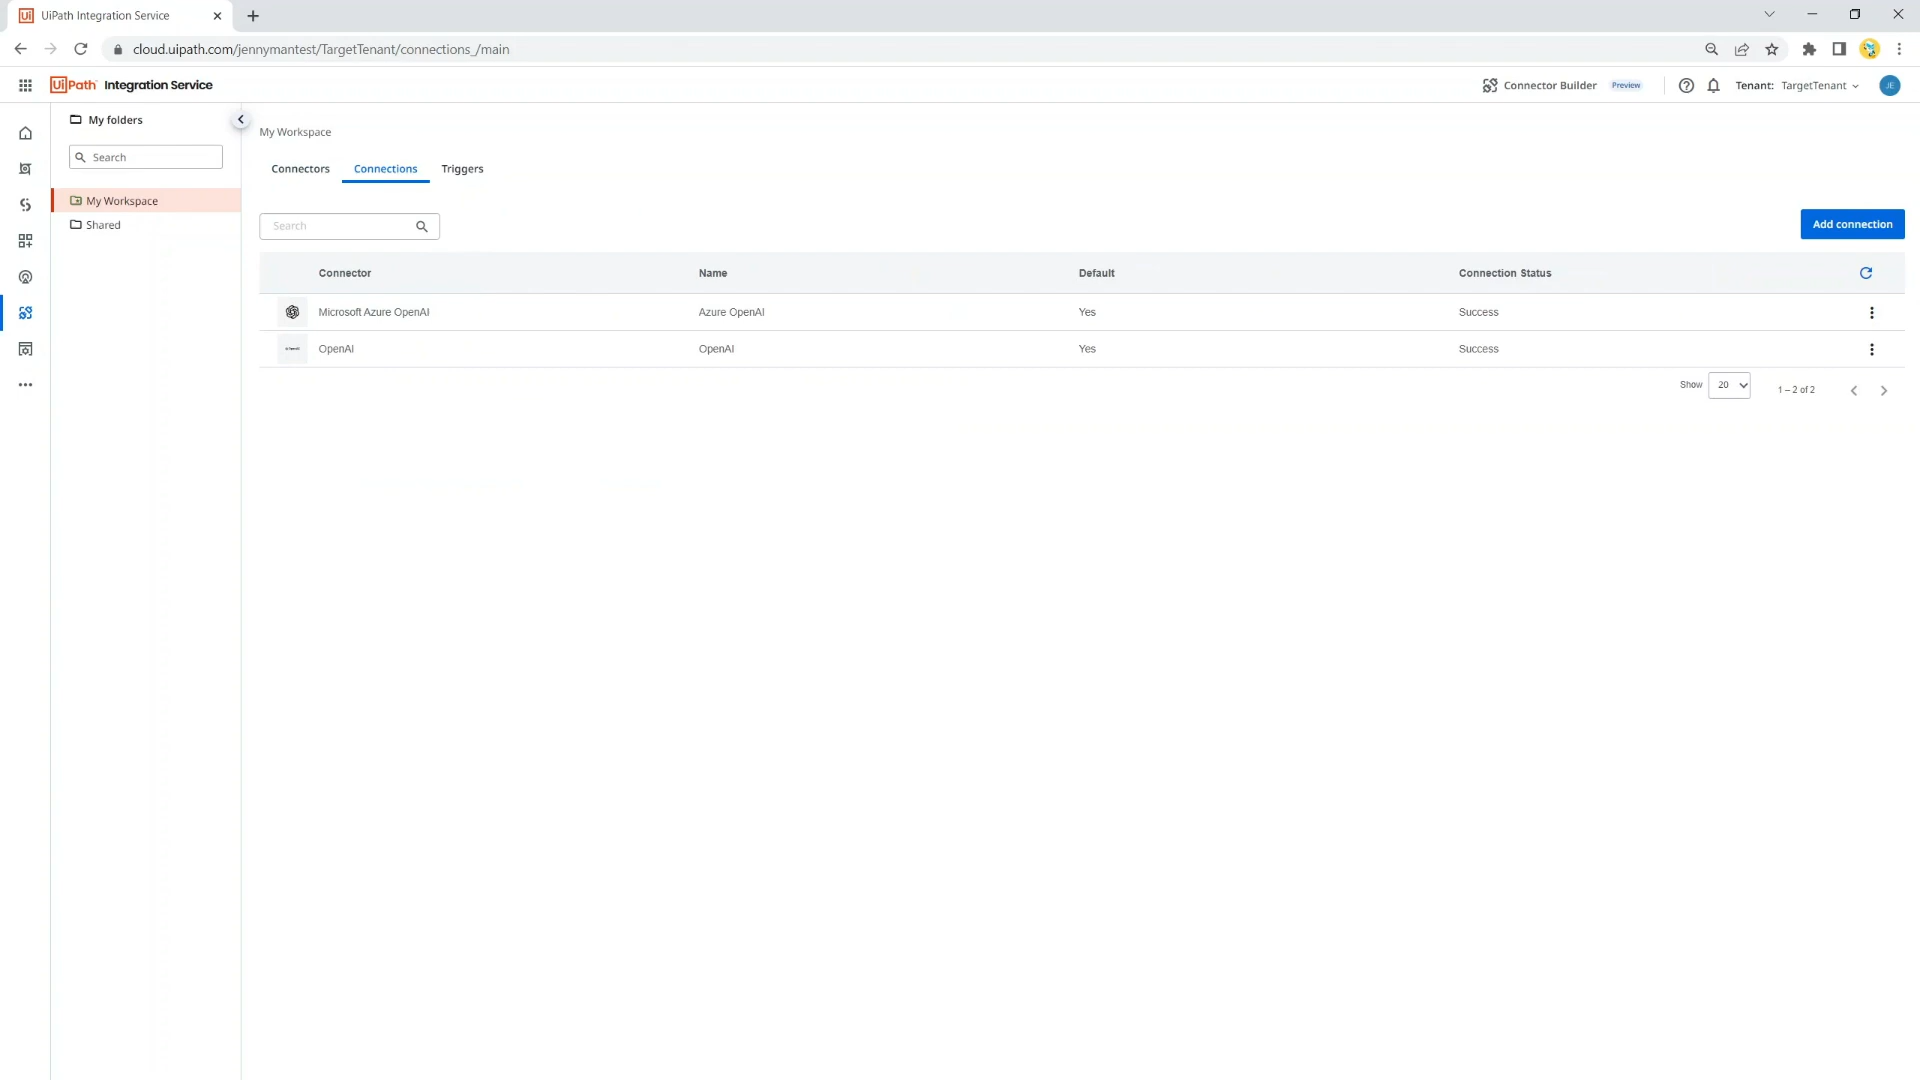 UiPath Integration Service
cloud.uipath.com/jennymantest/TargetTenant/connections_/main
UiPath Integration Service
Connector Builder Preview
Tenant: TargetTenant
JE
My folders
Search
My Workspace
Shared
My Workspace
Connectors Connections Triggers
Search
Add connection
Connector Name Default Connection Status
Microsoft Azure OpenAI Azure OpenAI Yes Success
OpenAI OpenAI Yes Success
Show 20 1 – 2 of 2